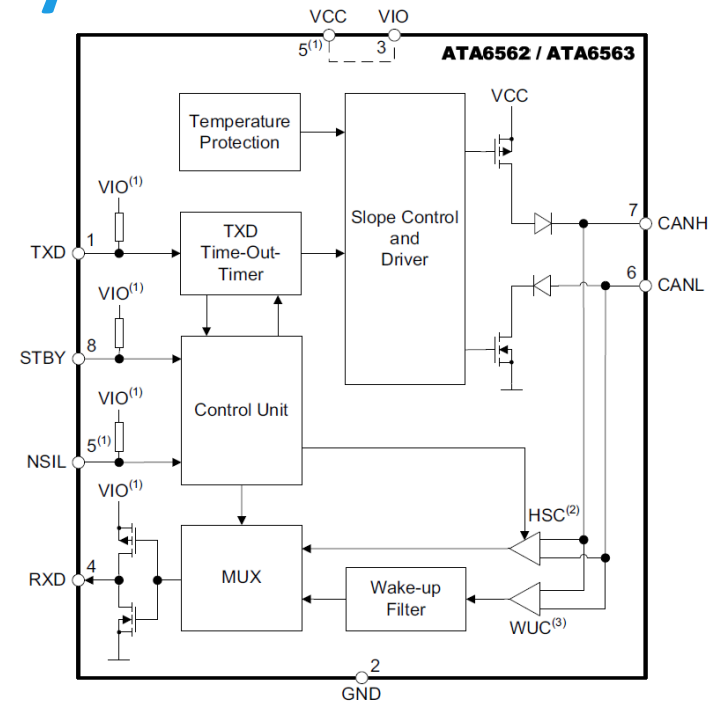 VCC VIO
5(1) 3
ATA6562 / ATA6563
VCC
Temperature
Protection
VIO(1)
TXD 1
TXD
Time-Out-
Timer
Slope Control
and
Driver
7 CANH
6 CANL
VIO(1)
STBY 8
Control Unit
VIO(1)
NSIL 5(1)
VIO(1)
HSC(2)
RXD 4
MUX
Wake-up
Filter
WUC(3)
2
GND